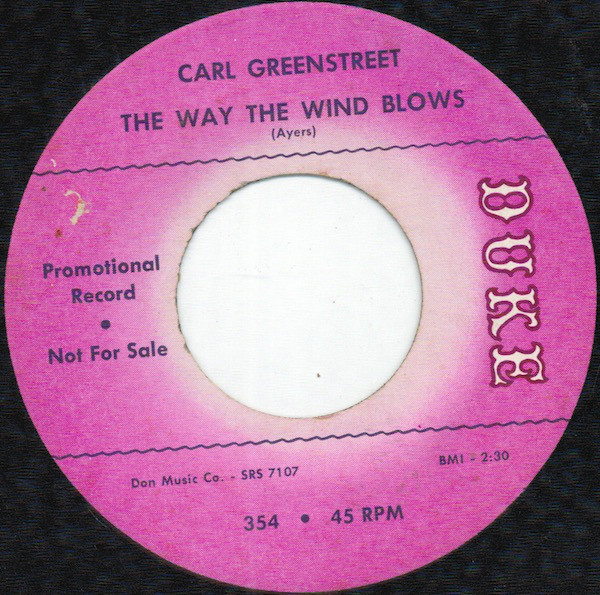 CARL GREENSTREET
THE WAY THE WIND BLOWS
(Ayers)
DUKE
Promotional
Record
•
Not For Sale
Don Music Co. - SRS 7107
BMI - 2:30
354 • 45 RPM